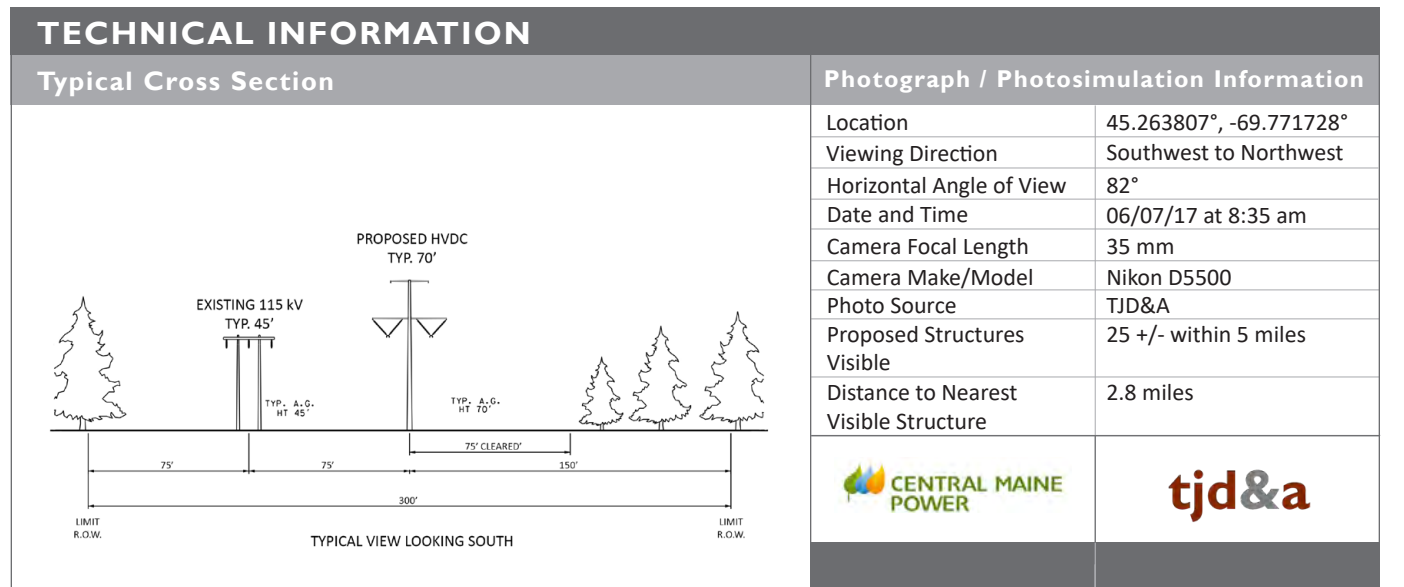 TECHNICAL INFORMATION
Typical Cross Section
PROPOSED HVDC
TYP. 70'
EXISTING 115 kV
TYP. 45'
TYP. A.G.
HT 45'
TYP. A.G.
HT 70'
75' CLEARED'
75'
75'
150'
300'
LIMIT
R.O.W.
LIMIT
R.O.W.
TYPICAL VIEW LOOKING SOUTH
Photograph / Photosimulation Information
Location 45.263807°, -69.771728°
Viewing Direction Southwest to Northwest
Horizontal Angle of View 82°
Date and Time 06/07/17 at 8:35 am
Camera Focal Length 35 mm
Camera Make/Model Nikon D5500
Photo Source TJD&A
Proposed Structures 25 +/- within 5 miles
Visible
Distance to Nearest 2.8 miles
Visible Structure
CENTRAL MAINE
POWER
tjd&a